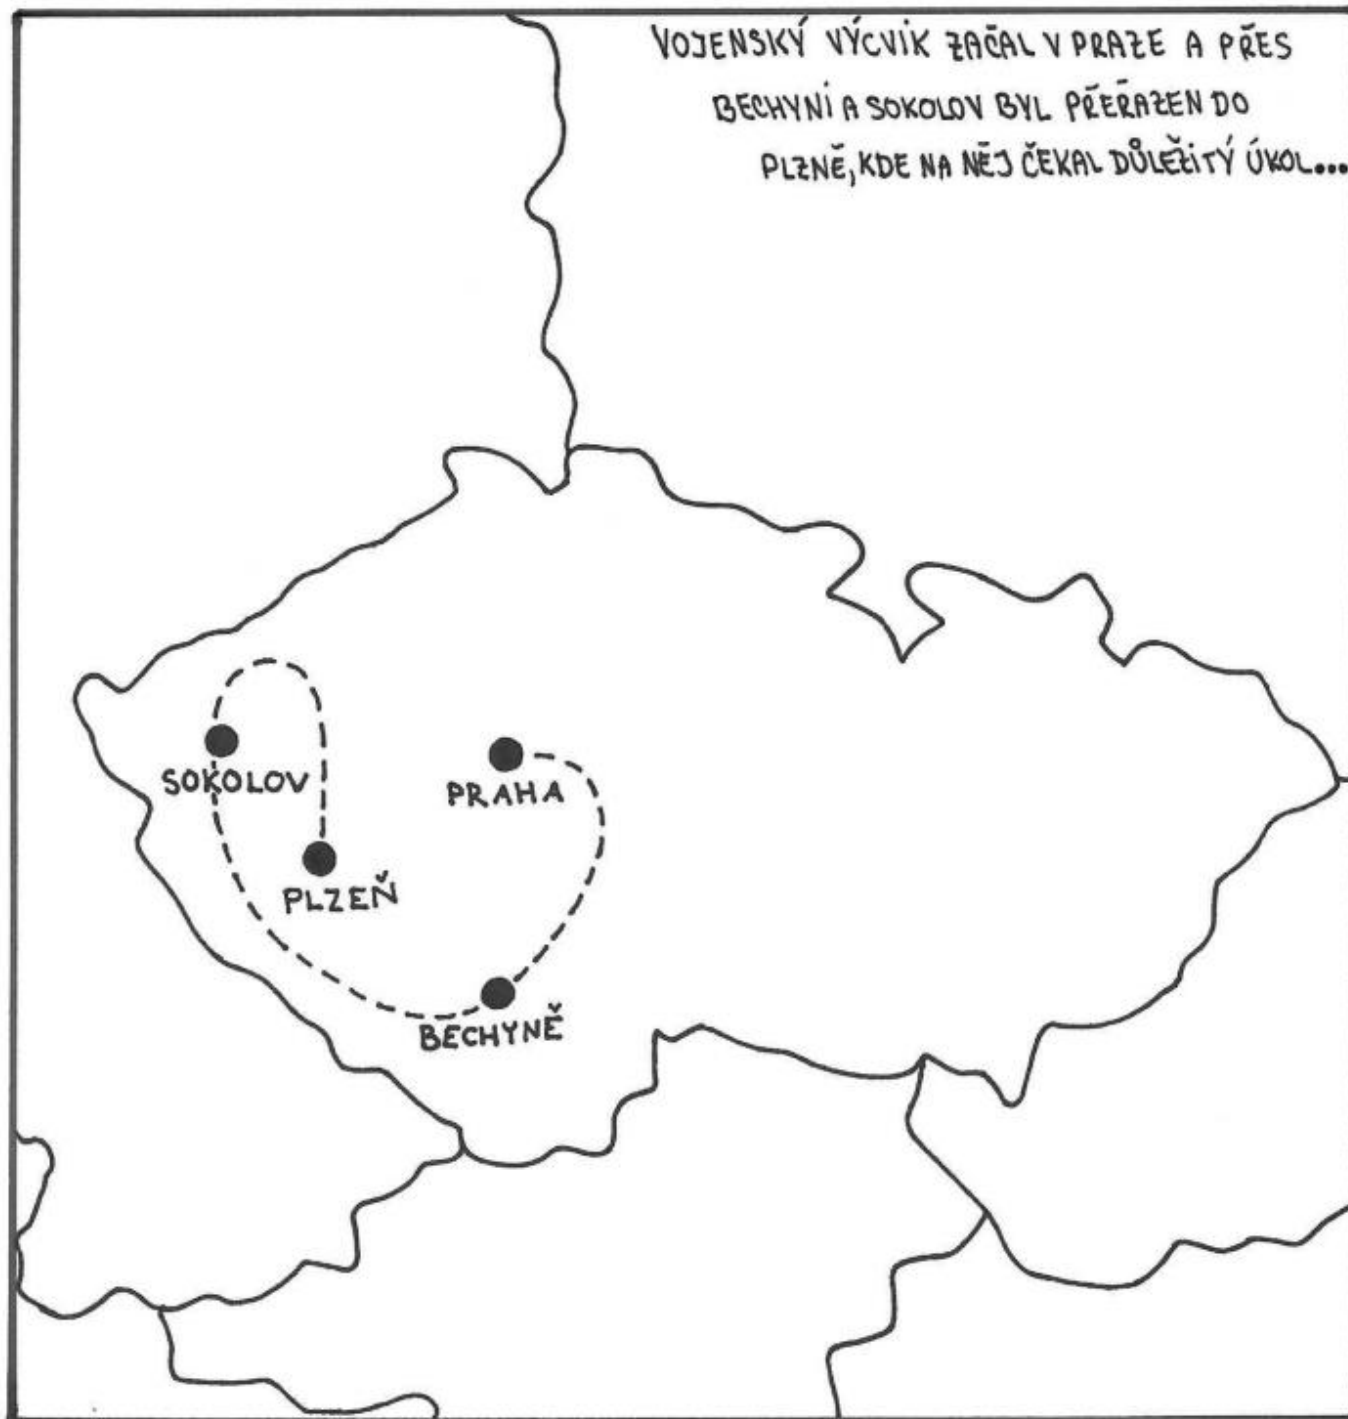 VOJENSKÝ VÝCVIK ZAČAL V PRAZE A PŘES
BECHYNÍ A SOKOLOV BYL PŘEŘAZEN DO
PLZNĚ, KDE NA NĚJ ČEKAL DŮLEŽITÝ ÚKOL...
SOKOLOV
PRAHA
PLZEŇ
BECHYNĚ